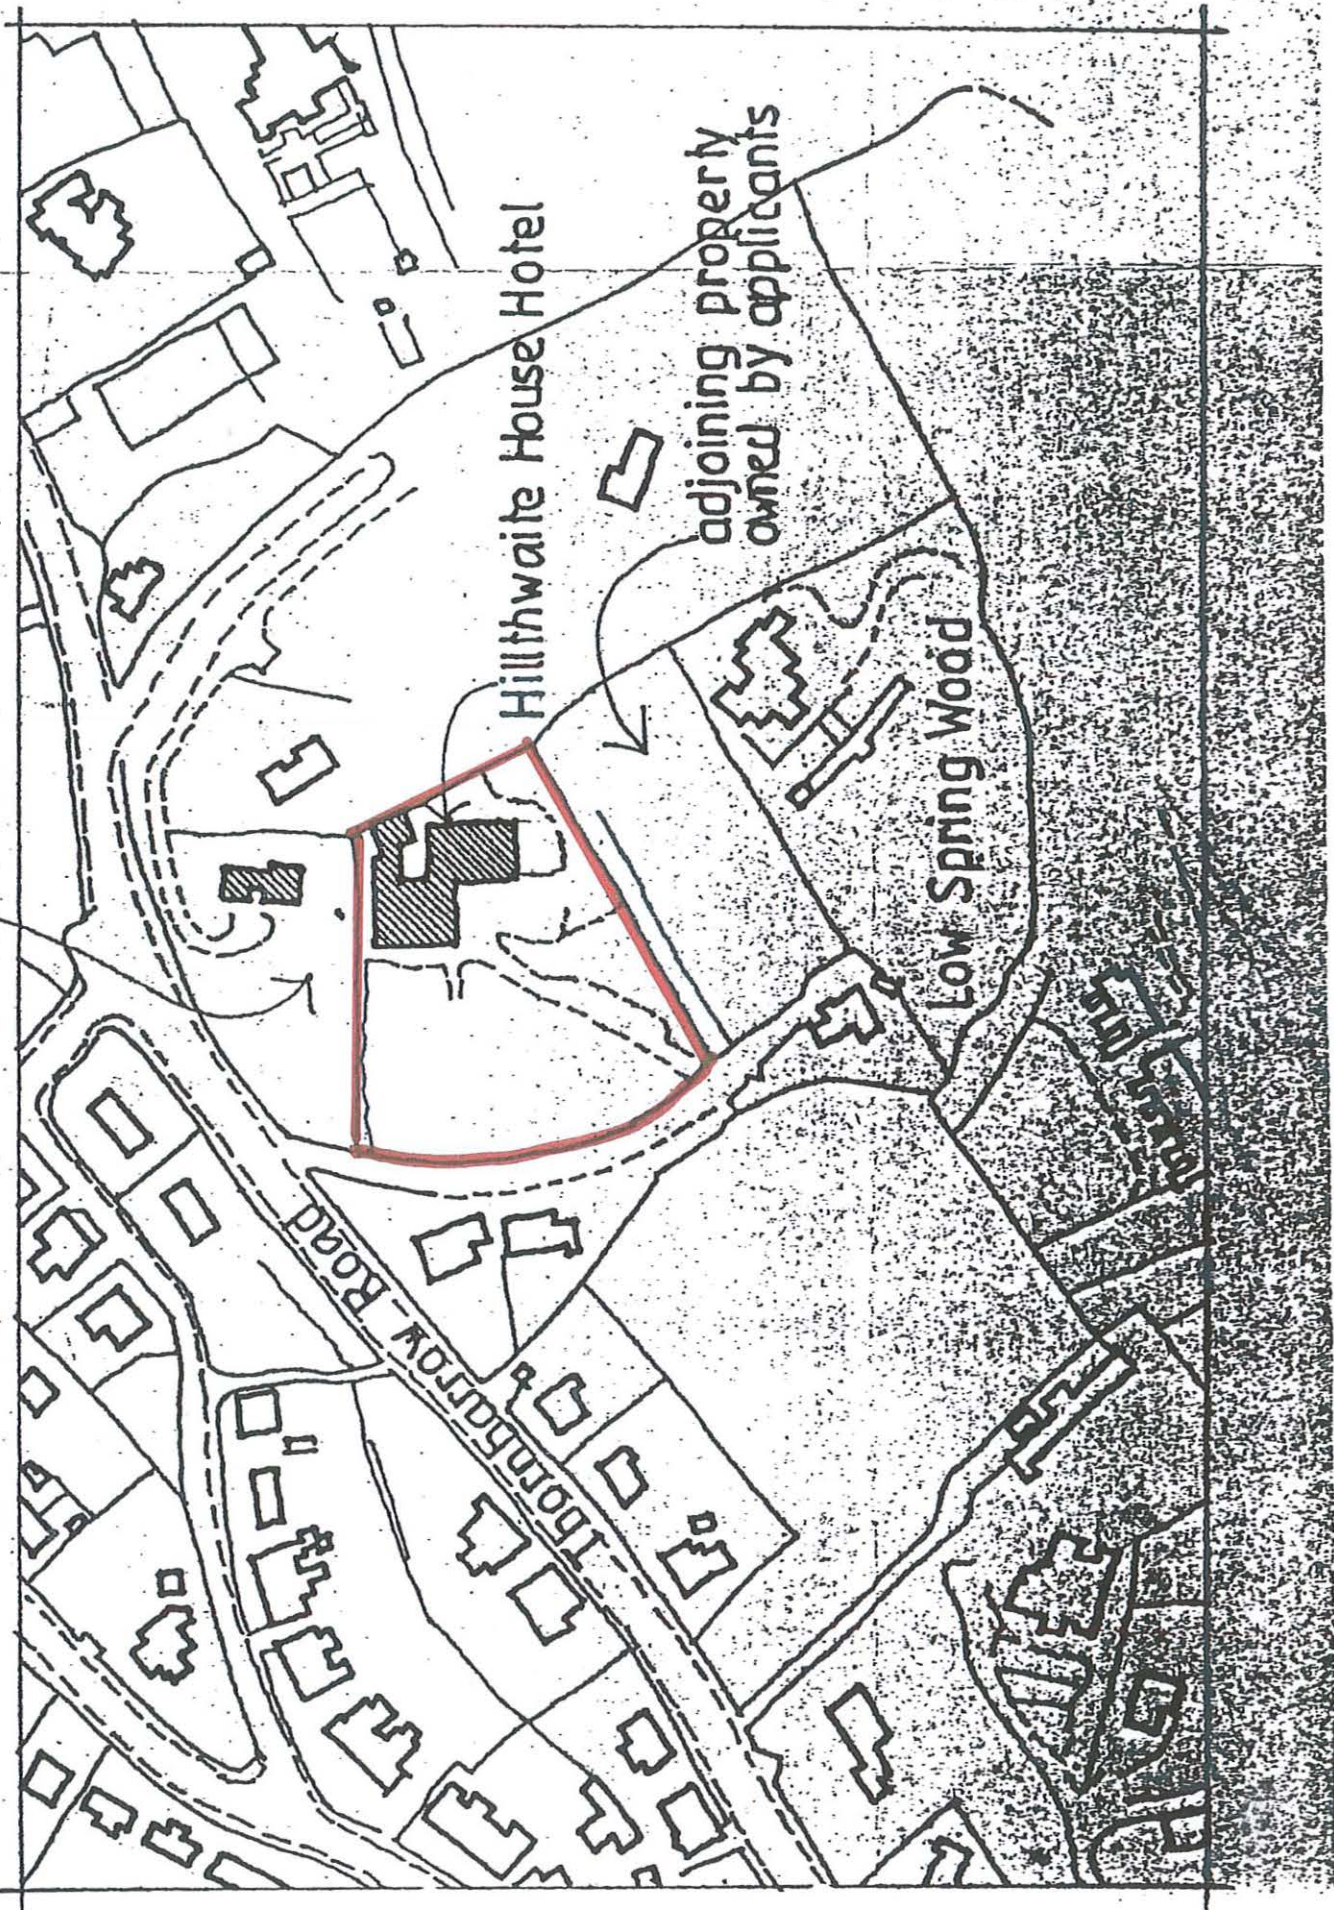 Hillthwaite House Hotel
adjoining property
owned by applicants
Low Spring Wood
Thornbarrow Road